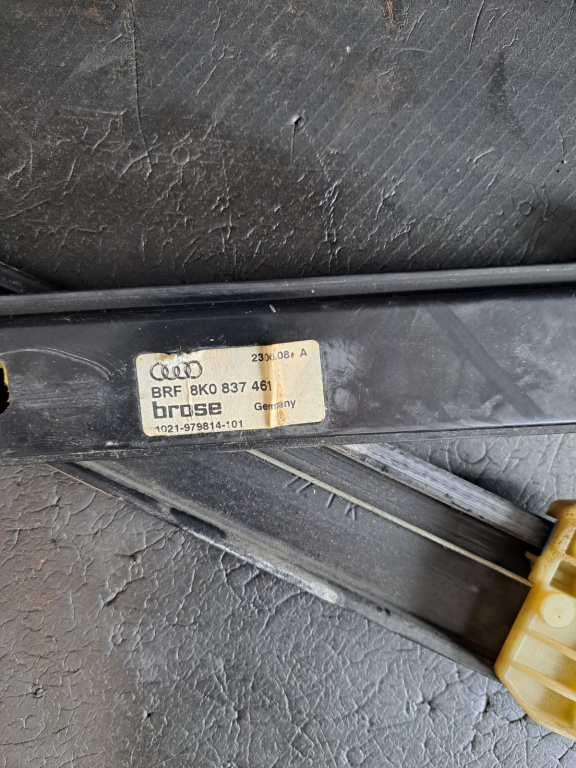 2306.08. A
BRF 8K0 837 461
brose Germany
1021-979814-101